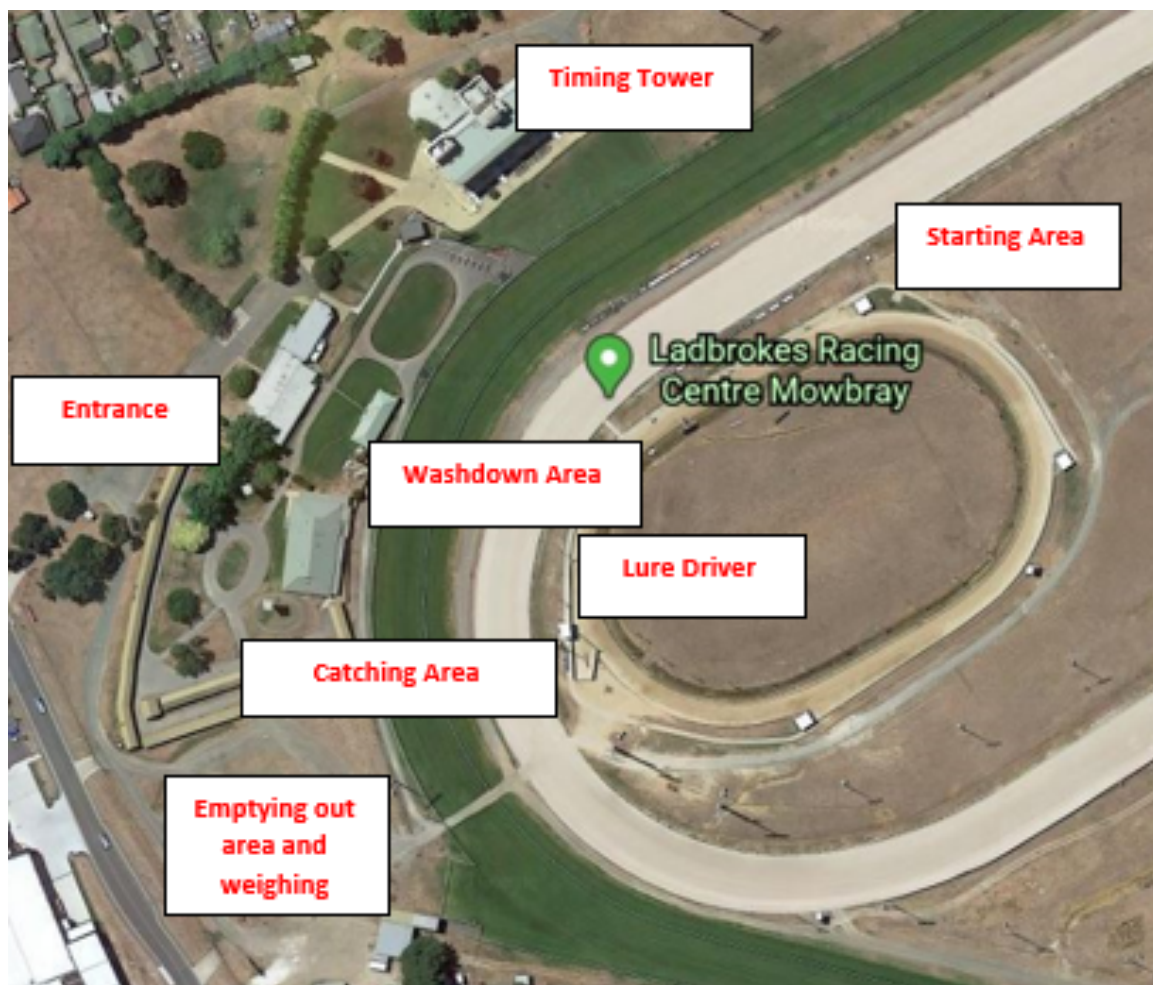 Timing Tower
Starting Area
Ladbrokes Racing
Centre Mowbray
Entrance
Washdown Area
Lure Driver
Catching Area
Emptying out
area and
weighing